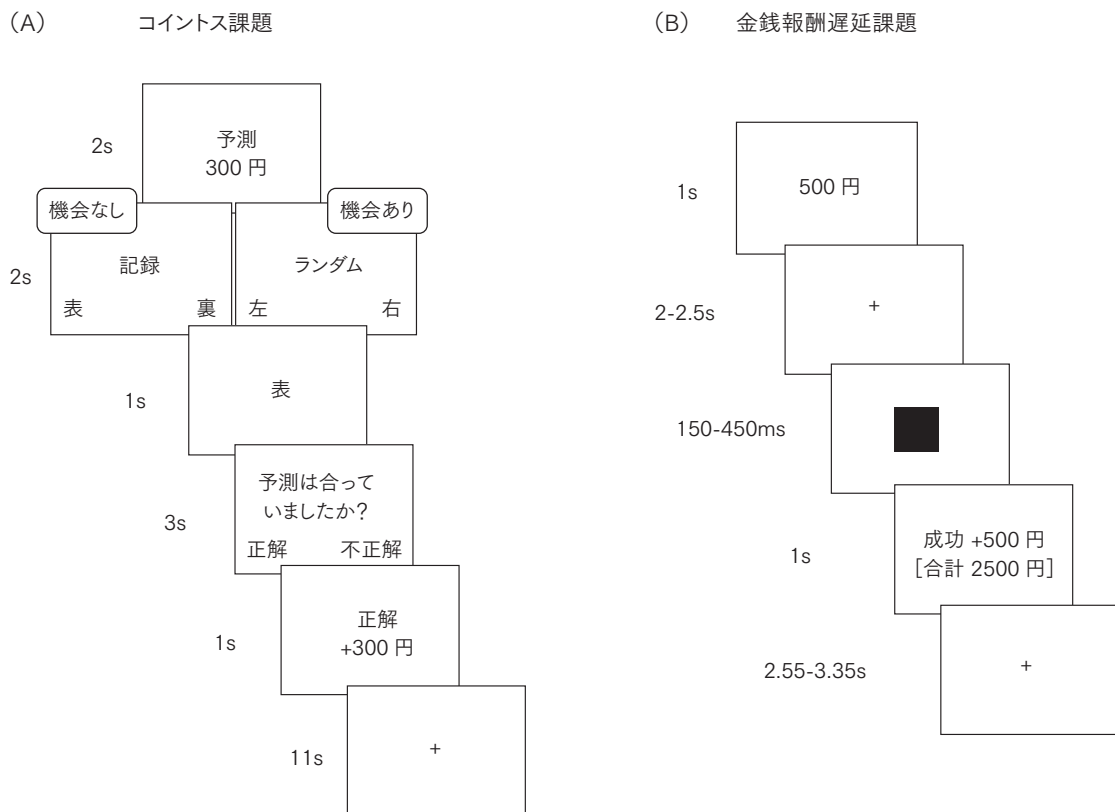 (A) コイントス課題
2s
予測
300 円
機会なし
機会あり
2s
記録
表 裏
ランダム
左 右
1s
表
3s
予測は合って
いましたか?
正解 不正解
1s
正解
+300 円
11s
+
(B) 金銭報酬遅延課題
1s
500 円
2-2.5s
+
150-450ms
1s
成功 +500 円
[合計 2500 円]
2.55-3.35s
+